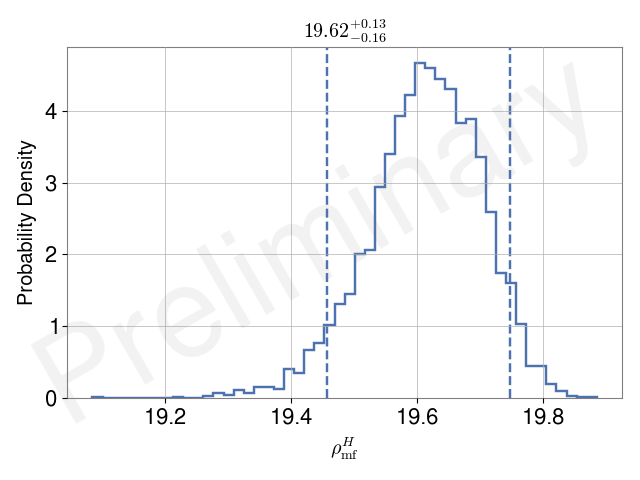 19.62^{+0.13}_{-0.16}
Probability Density
4
3
2
1
0
19.2 19.4 19.6 19.8
ρ^H_mf
Preliminary